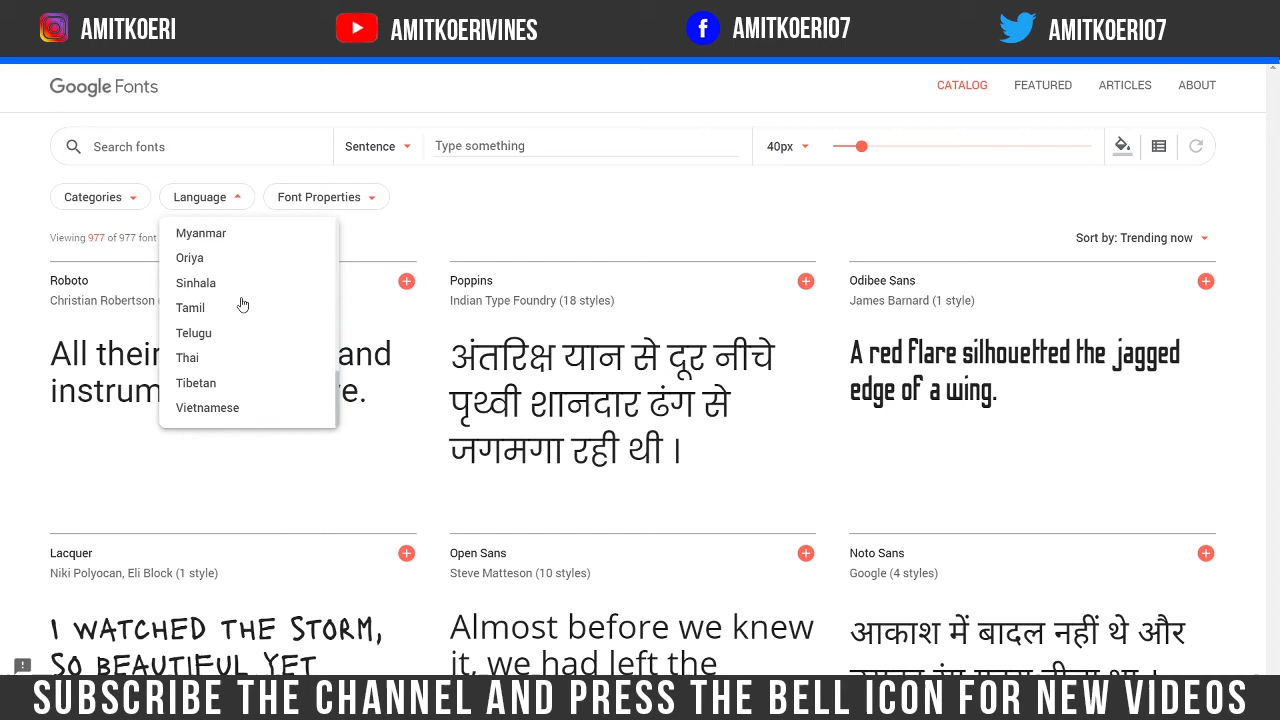 AMITKOERI AMITKOERIVINES AMITKOERI07 AMITKOERI07
Google Fonts CATALOG FEATURED ARTICLES ABOUT
Search fonts Sentence Type something 40px
Categories Language Font Properties
Viewing 977 of 977 font Sort by: Trending now
Myanmar
Oriya
Sinhala
Tamil
Telugu
Thai
Tibetan
Vietnamese
Roboto
Christian Robertson
All their and
instrum ve.
Poppins
Indian Type Foundry (18 styles)
अंतरिक्ष यान से दूर नीचे
पृथ्वी शानदार ढंग से
जगमगा रही थी ।
Odibee Sans
James Barnard (1 style)
A red flare silhouetted the jagged
edge of a wing.
Lacquer
Niki Polyocan, Eli Block (1 style)
I WATCHED THE STORM,
SO BEAUTIFUL YET
Open Sans
Steve Matteson (10 styles)
Almost before we knew
it, we had left the
Noto Sans
Google (4 styles)
आकाश में बादल नहीं थे और
SUBSCRIBE THE CHANNEL AND PRESS THE BELL ICON FOR NEW VIDEOS